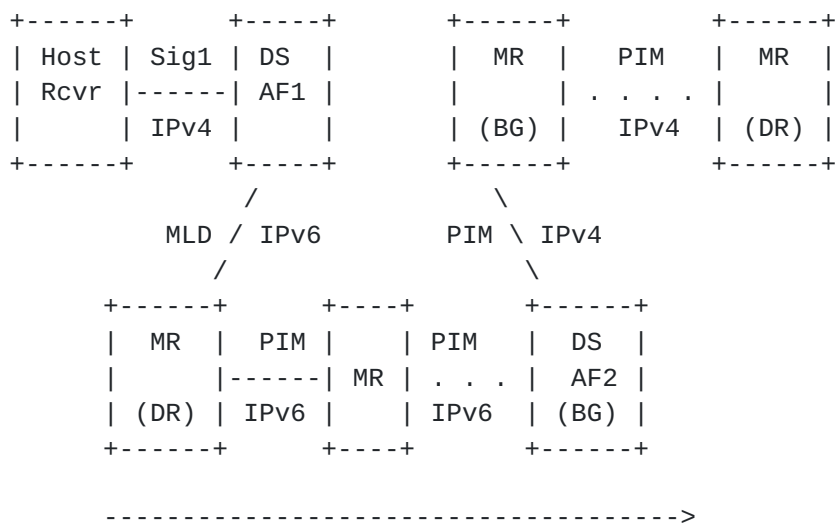 +------+       +-----+       +------+         +------+
| Host | Sig1 | DS  |       |  MR  |   PIM   |  MR  |
| Rcvr |------| AF1 |       |      | . . . . |      |
|      | IPv4 |     |       | (BG) |   IPv4  | (DR) |
+------+       +-----+       +------+         +------+
/               \
MLD / IPv6        PIM \ IPv4
/                   \
+------+      +----+       +------+
|  MR  |  PIM |    | PIM   |  DS  |
|      |------| MR | . . . |  AF2 |
| (DR) | IPv6 |    | IPv6  | (BG) |
+------+      +----+       +------+
------------------------------------->